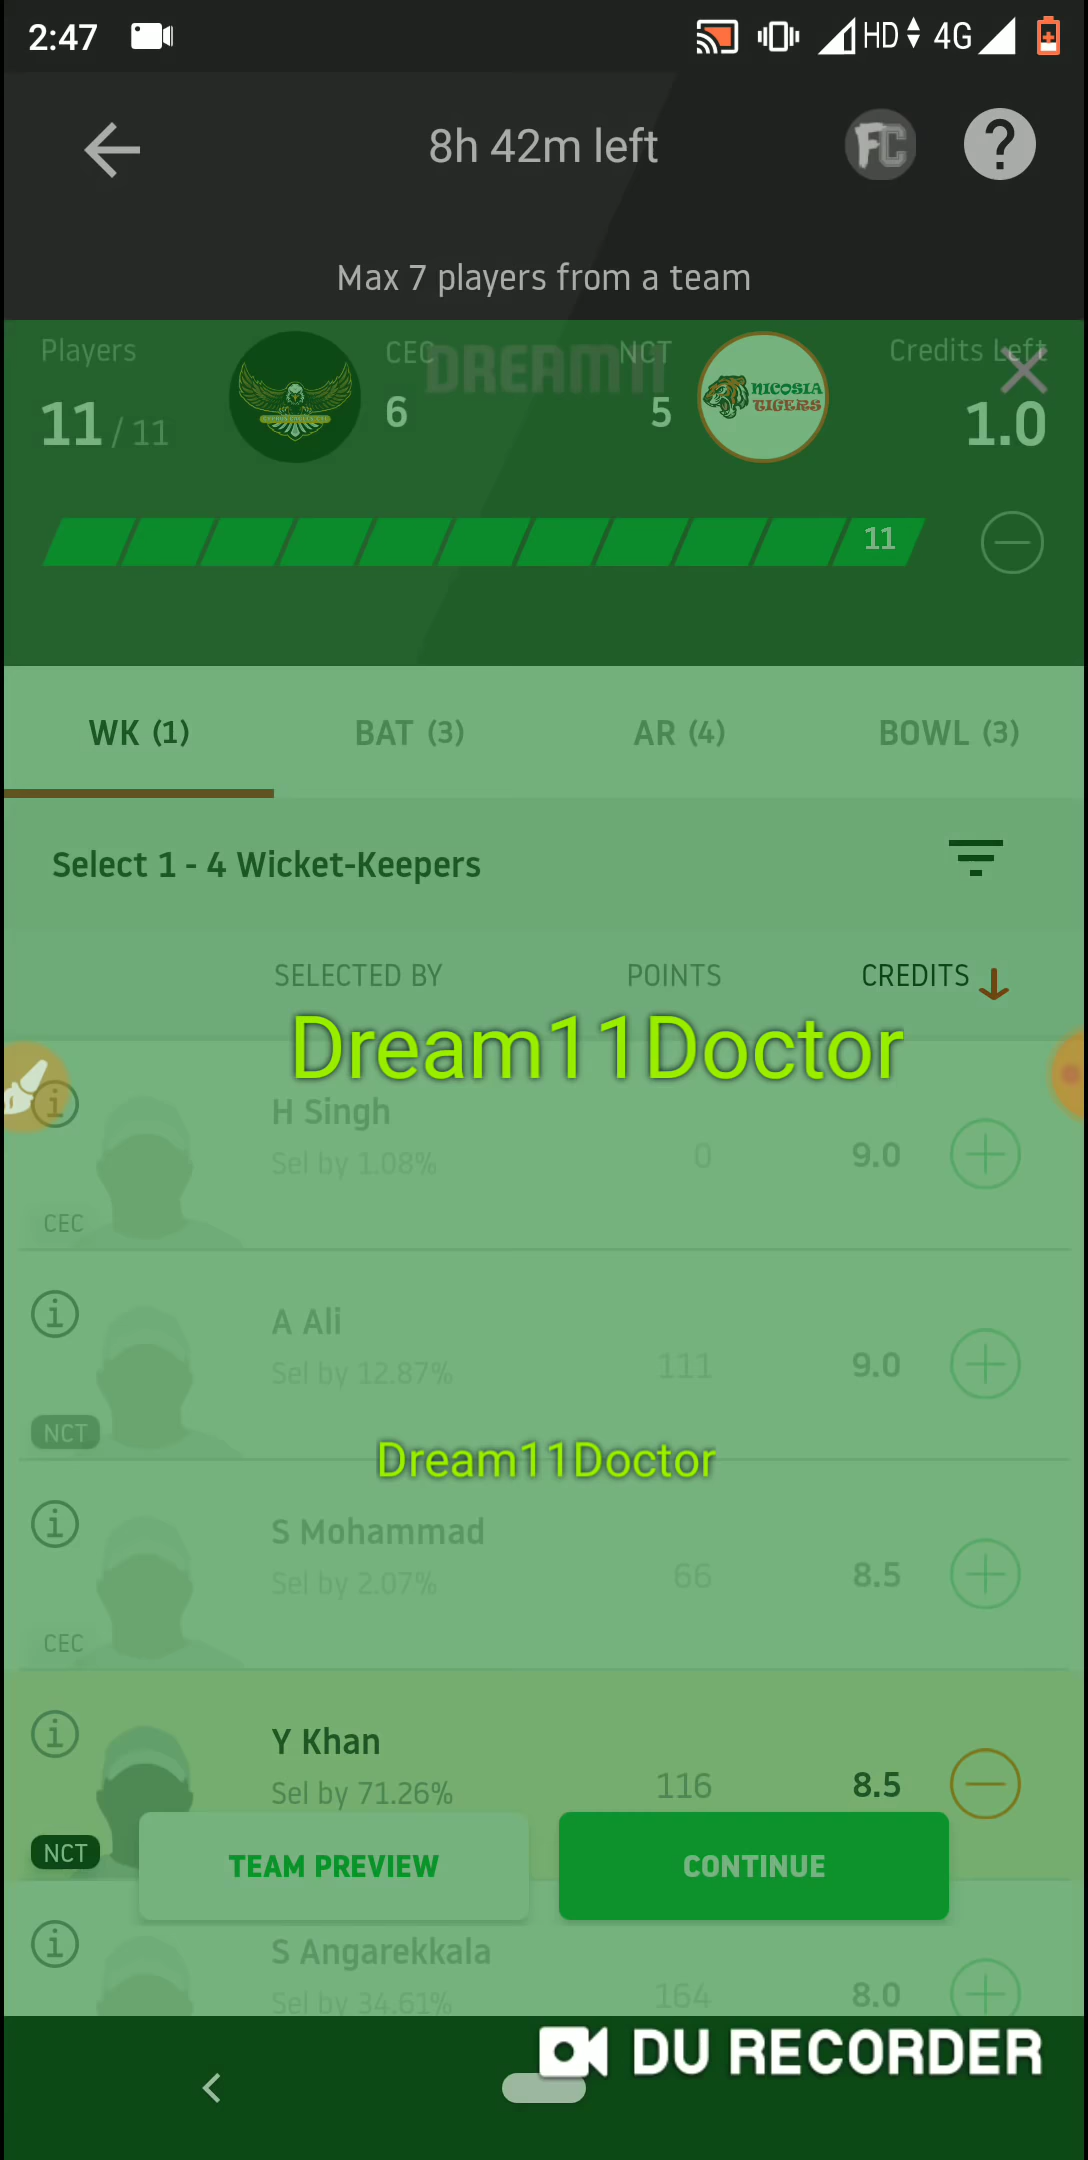 2:47 HD 4G
8h 42m left FC ?
Max 7 players from a team
Players CEC DREAM11 NCT Credits Left
11 / 11 6 5 NICOSIA TIGERS 1.0
11
WK (1) BAT (3) AR (4) BOWL (3)
Select 1 - 4 Wicket-Keepers
SELECTED BY POINTS CREDITS
Dream11Doctor
H Singh
Sel by 1.08% 0 9.0
CEC
A Ali
Sel by 12.87% 111 9.0
NCT
Dream11Doctor
S Mohammad
Sel by 2.07% 66 8.5
CEC
Y Khan
Sel by 71.26% 116 8.5
NCT
TEAM PREVIEW CONTINUE
S Angarekkala
Sel by 34.61% 164 8.0
DU RECORDER